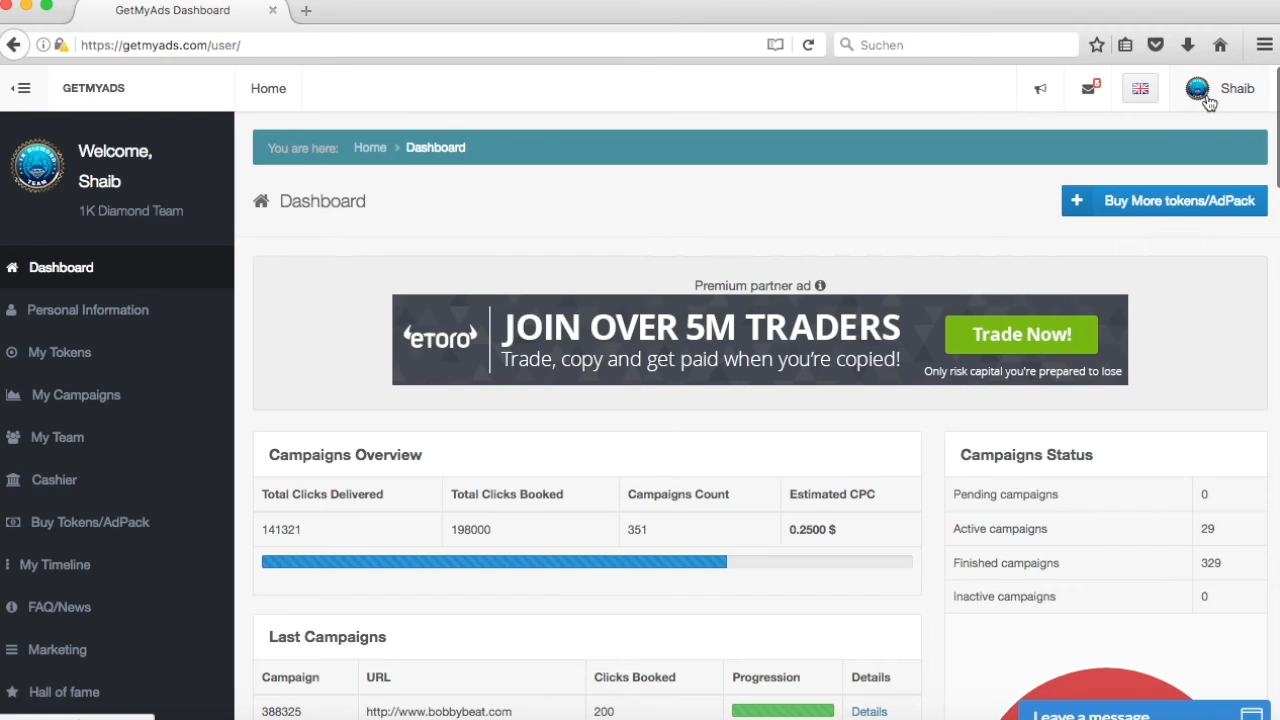 GetMyAds Dashboard
https://getmyads.com/user/
Suchen
GETMYADS
Home
Shaib
Welcome,
Shaib
1K Diamond Team
Dashboard
Personal Information
My Tokens
My Campaigns
My Team
Cashier
Buy Tokens/AdPack
My Timeline
FAQ/News
Marketing
Hall of fame
You are here: Home > Dashboard
Dashboard
Buy More tokens/AdPack
Premium partner ad
eToro
JOIN OVER 5M TRADERS
Trade, copy and get paid when you're copied!
Trade Now!
Only risk capital you're prepared to lose
Campaigns Overview
Total Clicks Delivered Total Clicks Booked Campaigns Count Estimated CPC
141321 198000 351 0.2500 $
Campaigns Status
Pending campaigns 0
Active campaigns 29
Finished campaigns 329
Inactive campaigns 0
Last Campaigns
Campaign URL Clicks Booked Progression Details
388325 http://www.bobbybeat.com 200 Details
Leave a message